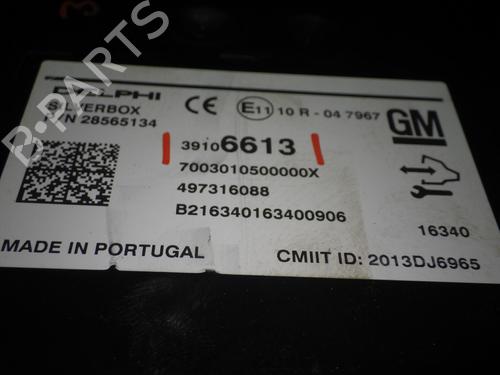 DELPHI
SILVERBOX
P/N 28565134
CE E11 10 R - 04 7967
GM
39106613
7003010500000X
497316088
B216340163400906
16340
MADE IN PORTUGAL
CMIIT ID: 2013DJ6965
B-PARTS